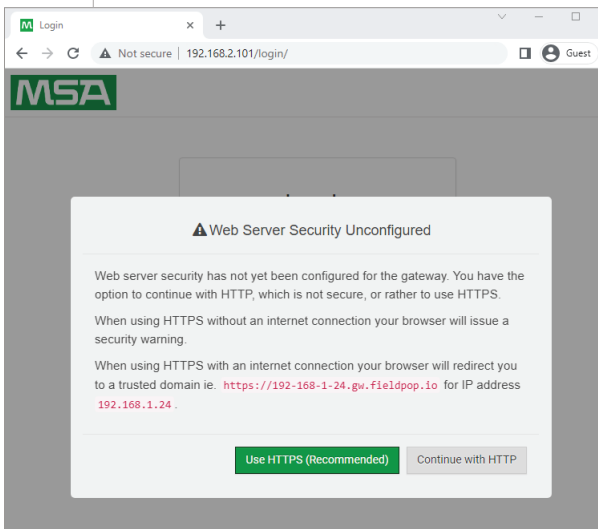 Login
Not secure
192.168.2.101/login/
Guest
MSA
Web Server Security Unconfigured
Web server security has not yet been configured for the gateway. You have the
option to continue with HTTP, which is not secure, or rather to use HTTPS.
When using HTTPS without an internet connection your browser will issue a
security warning.
When using HTTPS with an internet connection your browser will redirect you
to a trusted domain ie. https://192-168-1-24.gw.fieldpop.io for IP address
192.168.1.24 .
Use HTTPS (Recommended)
Continue with HTTP